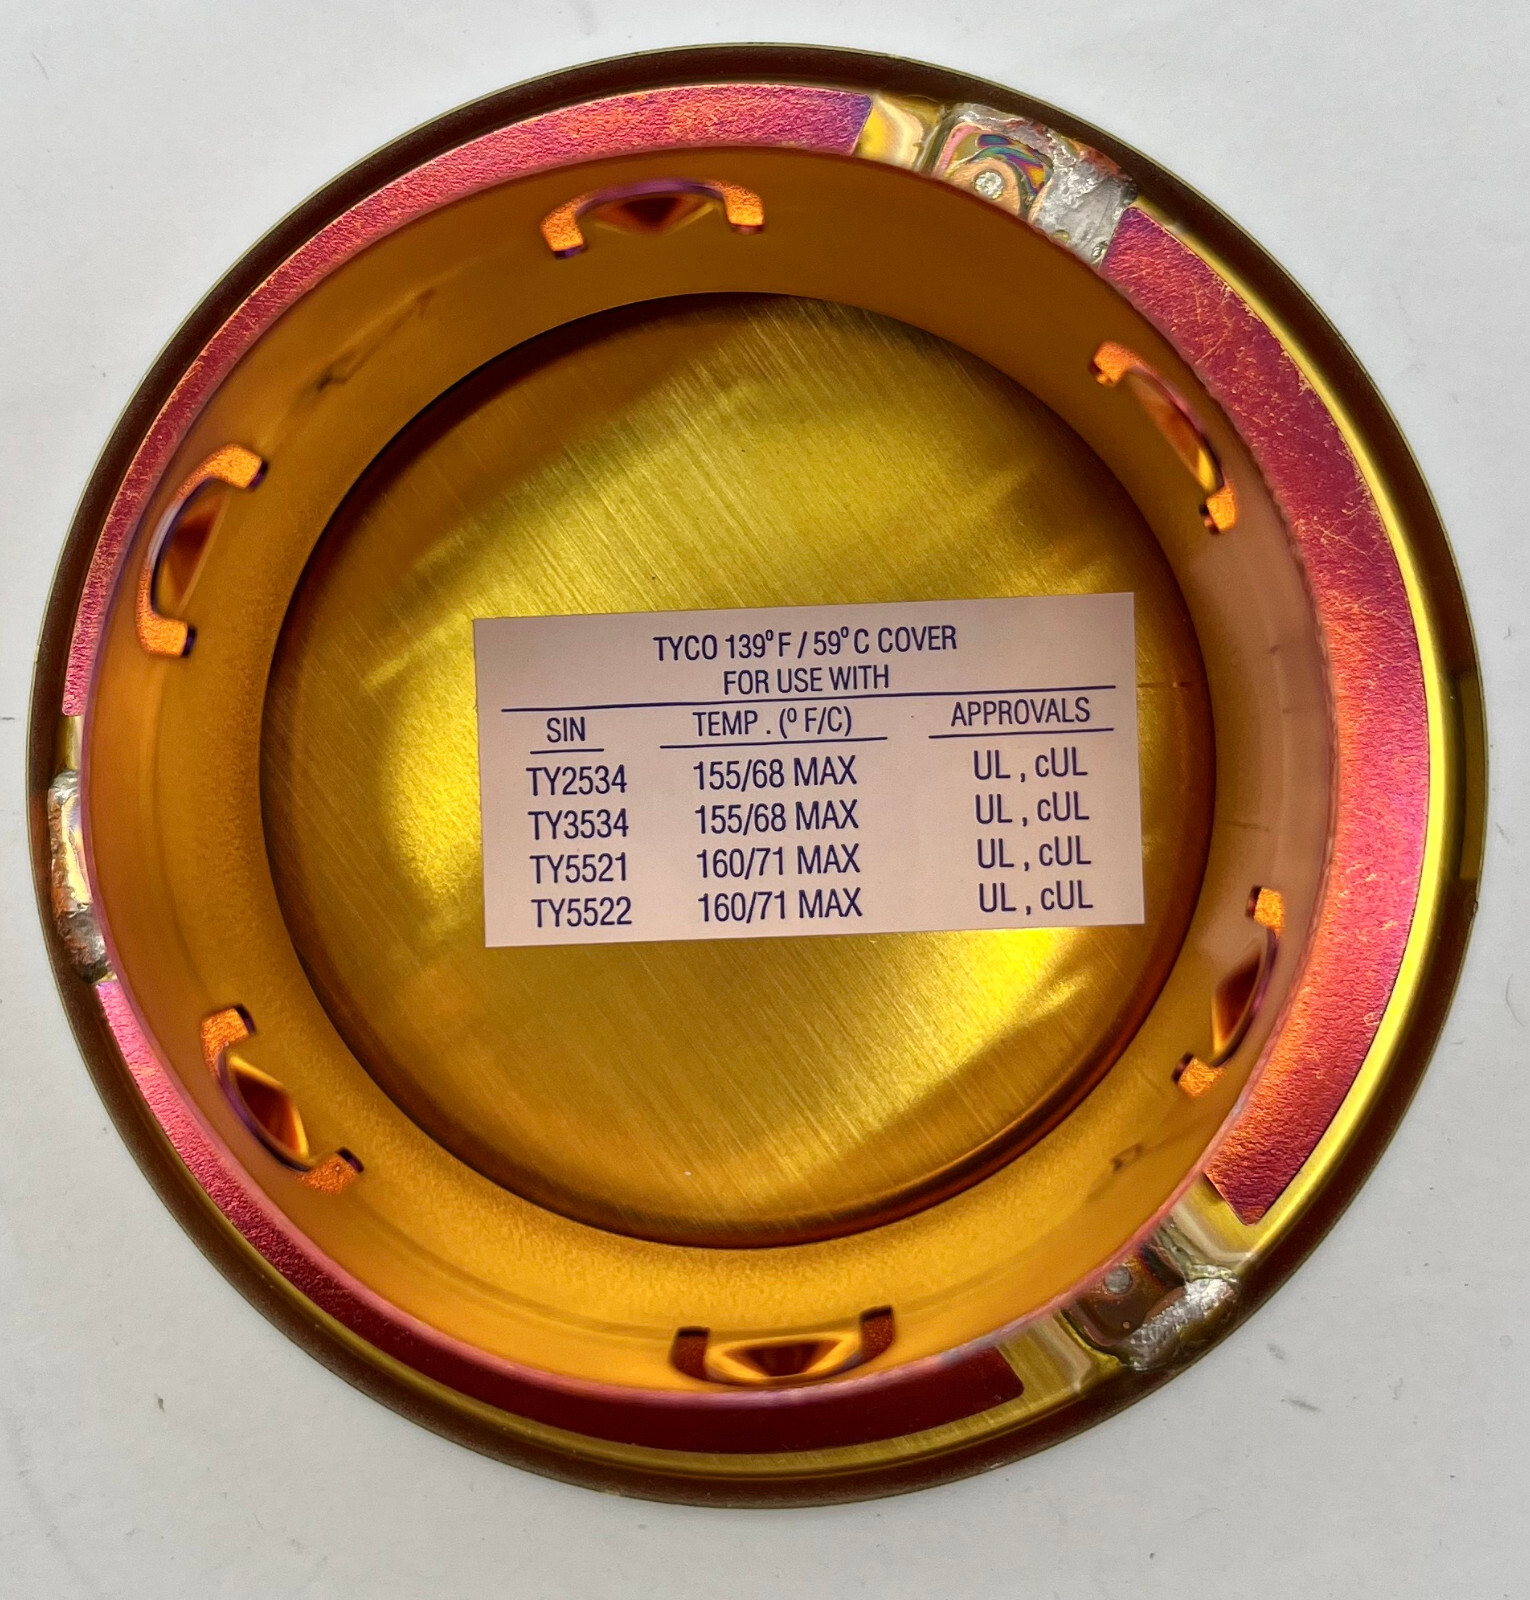 TYCO 139° F / 59° C COVER
FOR USE WITH
SIN TEMP . (° F/C) APPROVALS
TY2534 155/68 MAX UL , cUL
TY3534 155/68 MAX UL , cUL
TY5521 160/71 MAX UL , cUL
TY5522 160/71 MAX UL , cUL